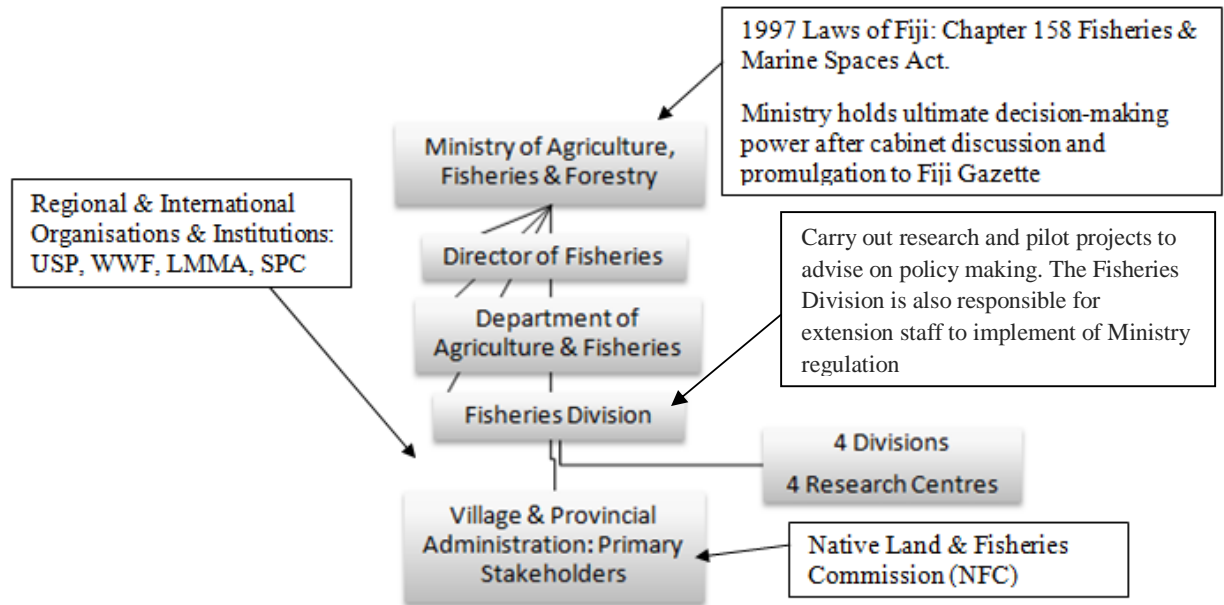 1997 Laws of Fiji: Chapter 158 Fisheries &
Marine Spaces Act.
Ministry holds ultimate decision-making
power after cabinet discussion and
promulgation to Fiji Gazette
Ministry of Agriculture,
Fisheries & Forestry
Regional & International
Organisations & Institutions:
USP, WWF, LMMA, SPC
Director of Fisheries
Carry out research and pilot projects to
advise on policy making. The Fisheries
Division is also responsible for
extension staff to implement of Ministry
regulation
Department of
Agriculture & Fisheries
Fisheries Division
4 Divisions
4 Research Centres
Village & Provincial
Administration: Primary
Stakeholders
Native Land & Fisheries
Commission (NFC)